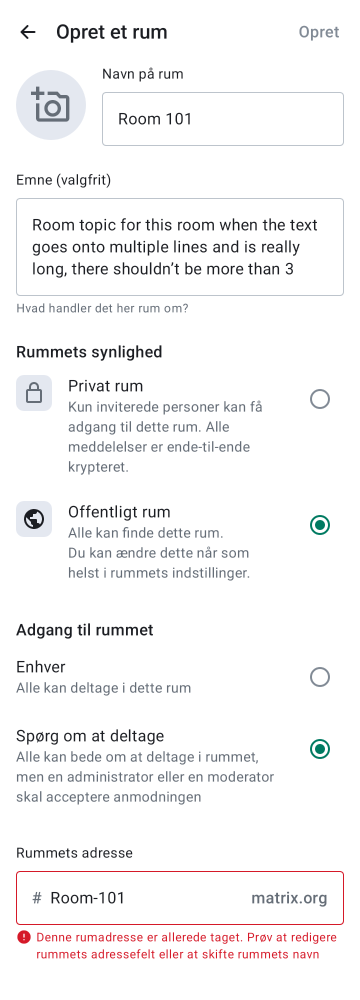 Opret et rum
Opret
Navn på rum
Room 101
Emne (valgfrit)
Room topic for this room when the text
goes onto multiple lines and is really
long, there shouldn’t be more than 3
Hvad handler det her rum om?
Rummets synlighed
Privat rum
Kun inviterede personer kan få
adgang til dette rum. Alle
meddelelser er ende-til-ende
krypteret.
Offentligt rum
Alle kan finde dette rum.
Du kan ændre dette når som
helst i rummets indstillinger.
Adgang til rummet
Enhver
Alle kan deltage i dette rum
Spørg om at deltage
Alle kan bede om at deltage i rummet,
men en administrator eller en moderator
skal acceptere anmodningen
Rummets adresse
# Room-101 matrix.org
Denne rumadresse er allerede taget. Prøv at redigere
rummets adressefelt eller at skifte rummets navn